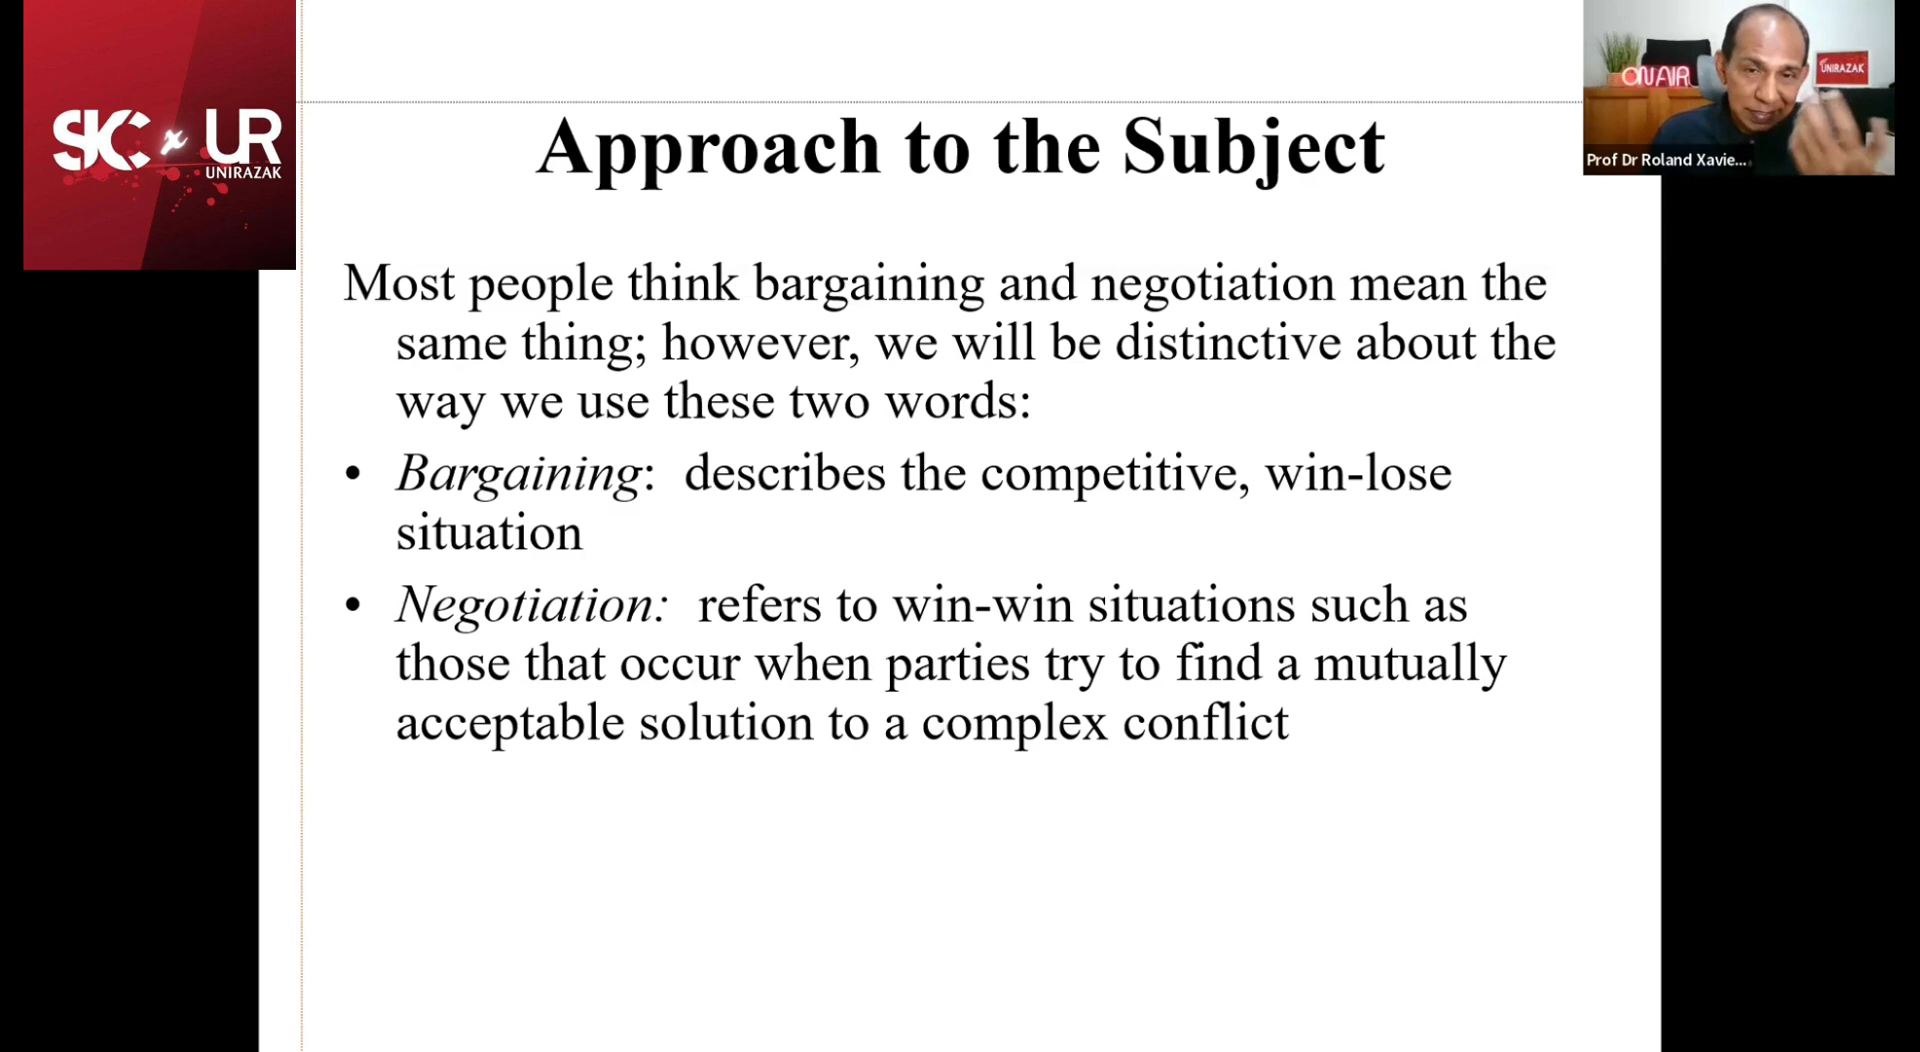 SIC x UR
UNIRAZAK
ON AIR
UNIRAZAK
Prof Dr Roland Xavie...
Approach to the Subject
Most people think bargaining and negotiation mean the
same thing; however, we will be distinctive about the
way we use these two words:
• Bargaining: describes the competitive, win-lose
situation
• Negotiation: refers to win-win situations such as
those that occur when parties try to find a mutually
acceptable solution to a complex conflict